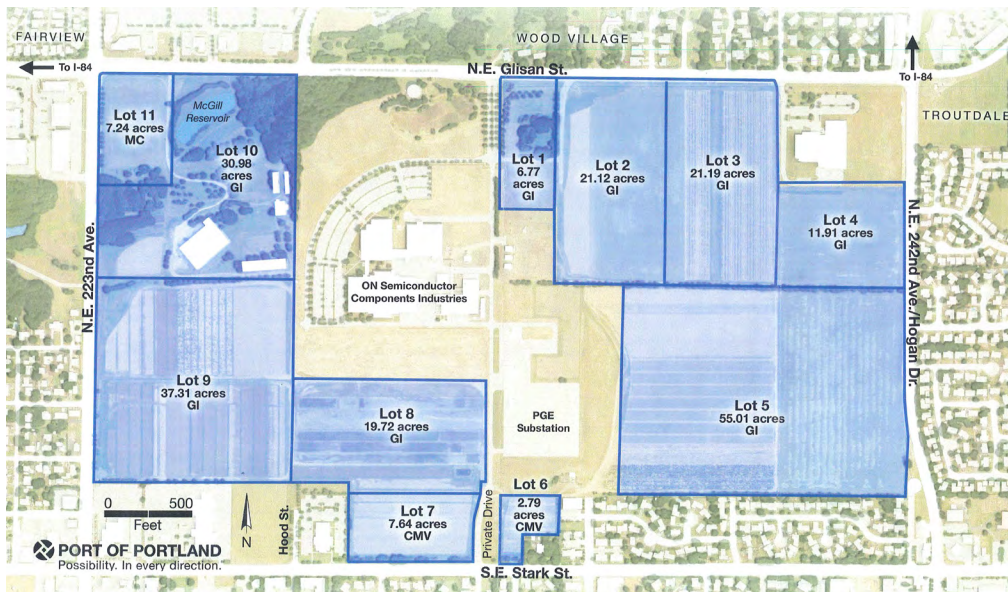 FAIRVIEW
WOOD VILLAGE
To I-84
N.E. Glisan St.
To I-84
TROUTDALE
Lot 11
7.24 acres
MC
McGill
Reservoir
Lot 10
30.98
acres
GI
Lot 1
6.77
acres
GI
Lot 2
21.12 acres
GI
Lot 3
21.19 acres
GI
Lot 4
11.91 acres
GI
N.E. 223nd Ave.
N.E. 242nd Ave./Hogan Dr.
ON Semiconductor
Components Industries
Lot 9
37.31 acres
GI
Lot 8
19.72 acres
GI
PGE
Substation
Lot 5
55.01 acres
GI
Lot 6
2.79
acres
CMV
Lot 7
7.64 acres
CMV
Private Drive
0 500
Feet
N
Hood St.
PORT OF PORTLAND
Possibility. In every direction.
S.E. Stark St.